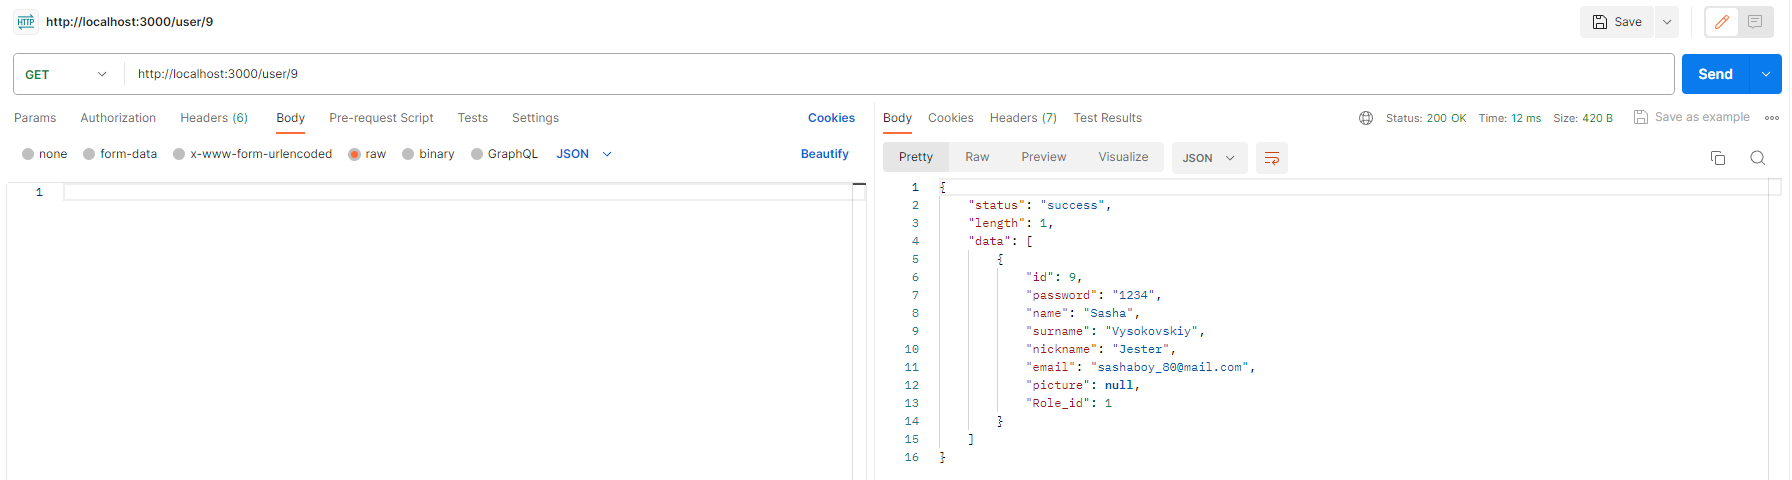 HTTP http://localhost:3000/user/9
Save
GET http://localhost:3000/user/9
Send
Params Authorization Headers (6) Body Pre-request Script Tests Settings Cookies
none form-data x-www-form-urlencoded raw binary GraphQL JSON Beautify
1
Body Cookies Headers (7) Test Results Status: 200 OK Time: 12 ms Size: 420 B Save as example
Pretty Raw Preview Visualize JSON
1 {
2 "status": "success",
3 "length": 1,
4 "data": [
5 {
6 "id": 9,
7 "password": "1234",
8 "name": "Sasha",
9 "surname": "Vysokovskiy",
10 "nickname": "Jester",
11 "email": "sashaboy_80@mail.com",
12 "picture": null,
13 "Role_id": 1
14 }
15 ]
16 }